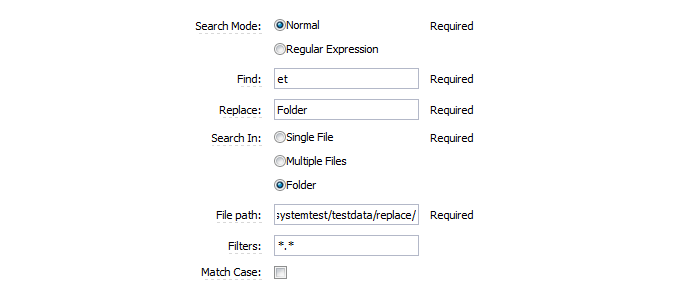 Search Mode: Normal Required
Regular Expression
Find: et Required
Replace: Folder Required
Search In: Single File Required
Multiple Files
Folder
File path: systemtest/testdata/replace/ Required
Filters: *.*
Match Case: